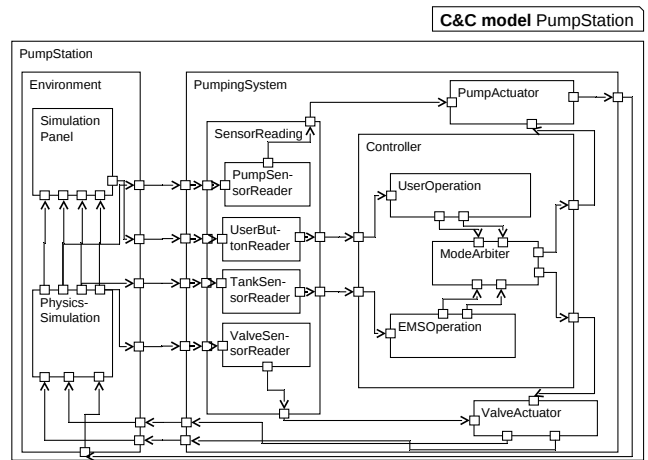 C&C model PumpStation
PumpStation
Environment
PumpingSystem
Simulation
Panel
SensorReading
PumpActuator
Controller
PumpSen-
sorReader
UserOperation
UserBut-
tonReader
ModeArbiter
TankSen-
sorReader
Physics-
Simulation
EMSOperation
ValveSen-
sorReader
ValveActuator